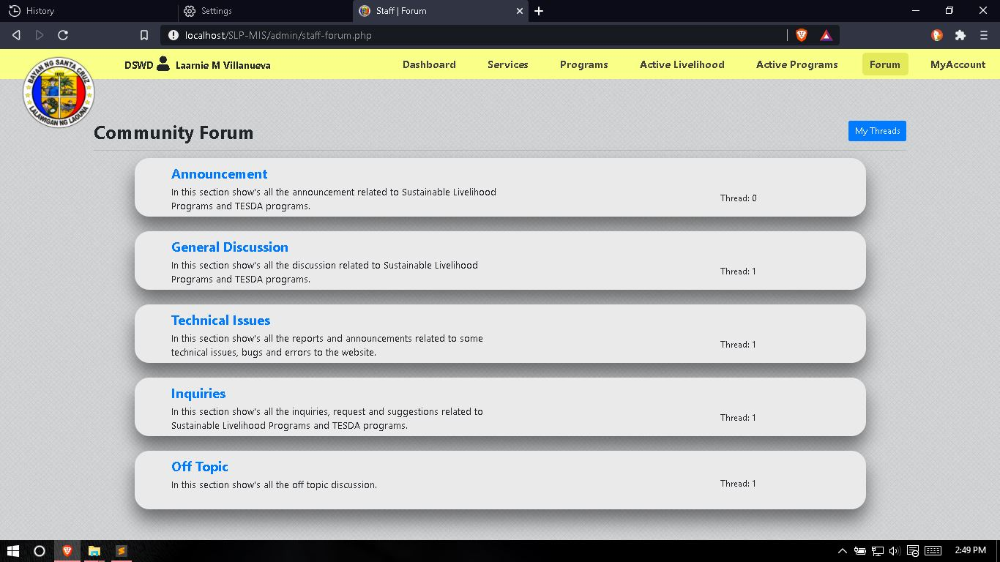 History
Settings
Staff | Forum
localhost/SLP-MIS/admin/staff-forum.php
BAYAN NG SANTA CRUZ
1602
LALAWIGAN NG LAGUNA
DSWD Laarnie M Villanueva
Dashboard
Services
Programs
Active Livelihood
Active Programs
Forum
MyAccount
Community Forum
My Threads
Announcement
In this section show's all the announcement related to Sustainable Livelihood
Programs and TESDA programs.
Thread: 0
General Discussion
In this section show's all the discussion related to Sustainable Livelihood
Programs and TESDA programs.
Thread: 1
Technical Issues
In this section show's all the reports and announcements related to some
technical issues, bugs and errors to the website.
Thread: 1
Inquiries
In this section show's all the inquiries, request and suggestions related to
Sustainable Livelihood Programs and TESDA programs.
Thread: 1
Off Topic
In this section show's all the off topic discussion.
Thread: 1
2:49 PM